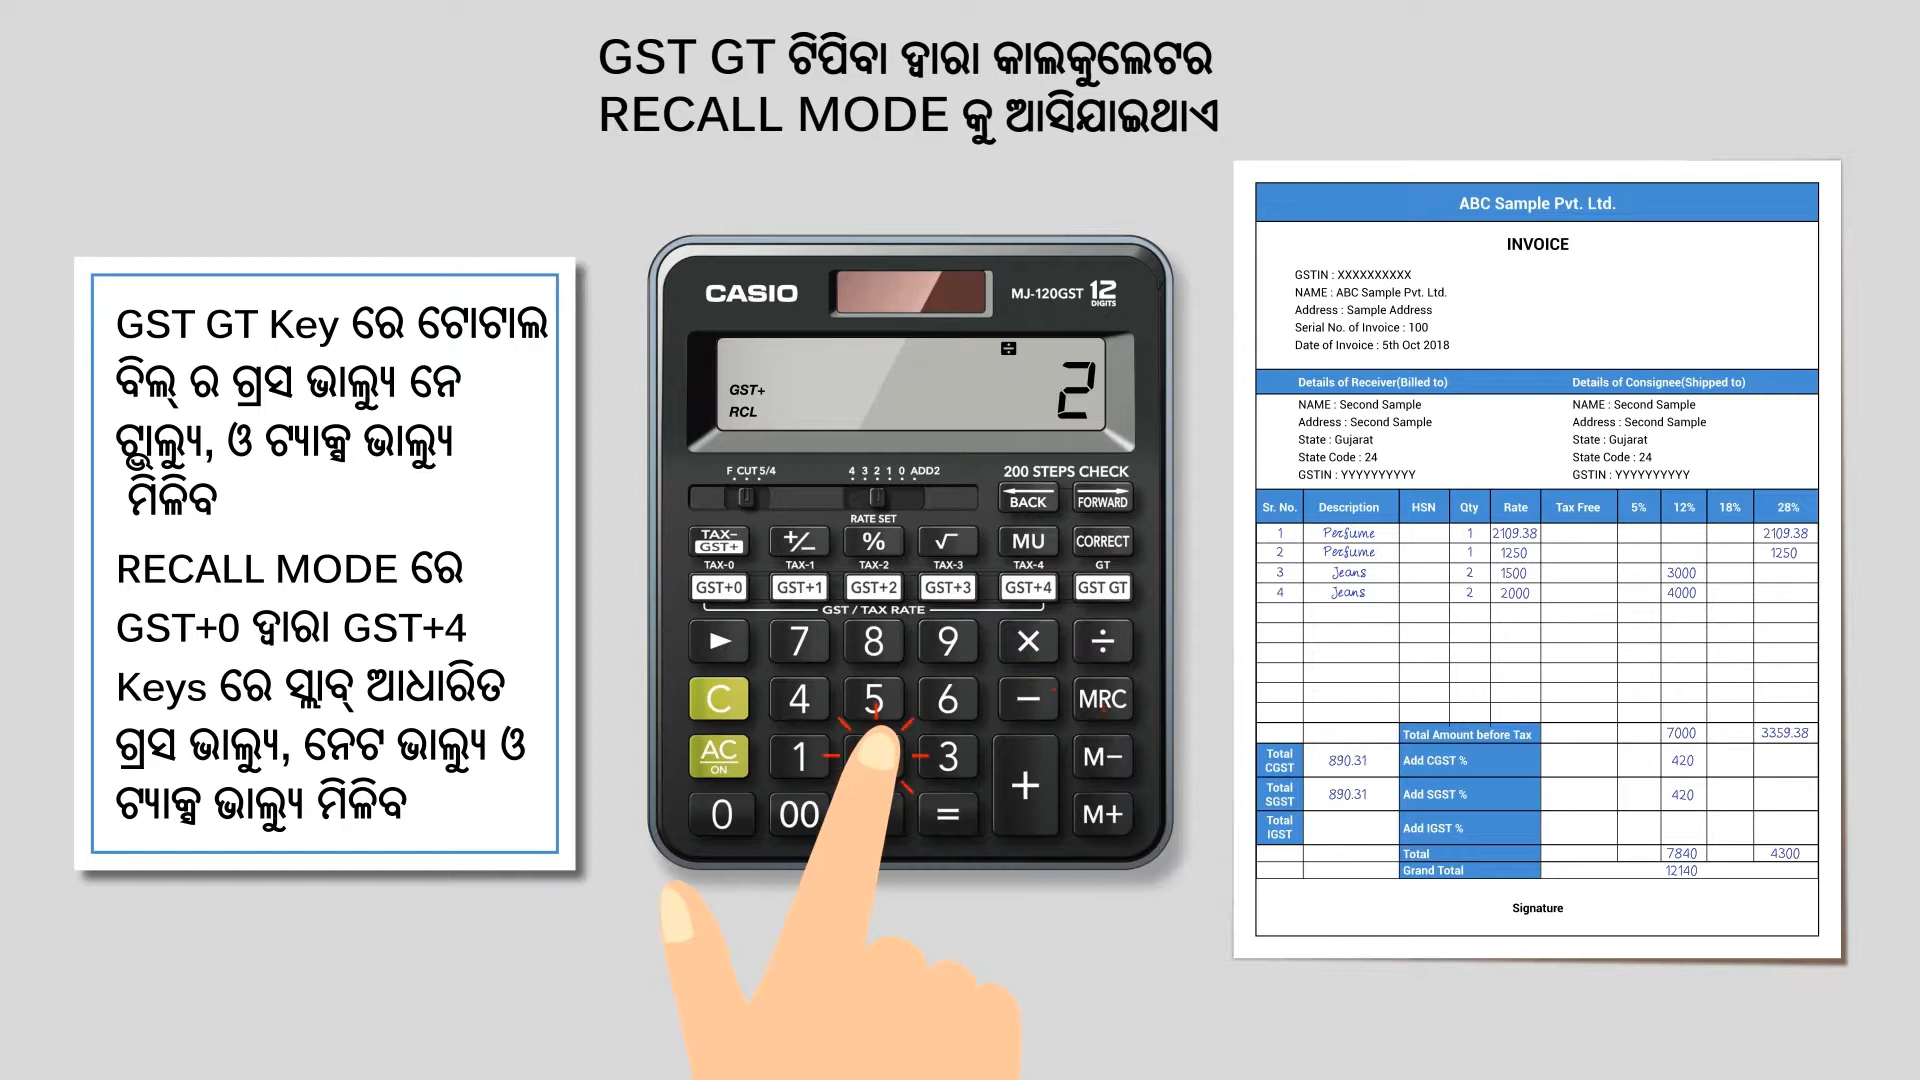 GST GT ଟିପିବା ଦ୍ୱାରା କାଲକୁଲେଟର
RECALL MODE କୁ ଆସିଯାଇଥାଏ
GST GT Key ରେ ଟୋଟାଲ
ବିଲ୍ ର ଗ୍ରସ ଭାଲ୍ୟୁ ନେ
ଟ୍ଭାଲ୍ୟୁ, ଓ ଟ୍ୟାକ୍ସ ଭାଲ୍ୟୁ
ମିଳିବ
RECALL MODE ରେ
GST+0 ଦ୍ୱାରା GST+4
Keys ରେ ସ୍ଲାବ୍ ଆଧାରିତ
ଗ୍ରସ ଭାଲ୍ୟୁ, ନେଟ ଭାଲ୍ୟୁ ଓ
ଟ୍ୟାକ୍ସ ଭାଲ୍ୟୁ ମିଳିବ
CASIO MJ-120GST 12 DIGITS
GST+
RCL
2
F CUT 5/4 4 3 2 1 0 ADD2 200 STEPS CHECK
BACK FORWARD
RATE SET
TAX- GST+ +/- % √ MU CORRECT
TAX-0 TAX-1 TAX-2 TAX-3 TAX-4 GT
GST+0 GST+1 GST+2 GST+3 GST+4 GST GT
GST / TAX RATE
► 7 8 9 × ÷
C 4 5 6 − MRC
AC ON 1 3 + M−
0 00 = M+
ABC Sample Pvt. Ltd.
INVOICE
GSTIN : XXXXXXXXXX
NAME : ABC Sample Pvt. Ltd.
Address : Sample Address
Serial No. of Invoice : 100
Date of Invoice : 5th Oct 2018
Details of Receiver(Billed to) Details of Consignee(Shipped to)
NAME : Second Sample NAME : Second Sample
Address : Second Sample Address : Second Sample
State : Gujarat State : Gujarat
State Code : 24 State Code : 24
GSTIN : YYYYYYYYYY GSTIN : YYYYYYYYYY
Sr. No. Description HSN Qty Rate Tax Free 5% 12% 18% 28%
1 Perfume 1 2109.38 2109.38
2 Perfume 1 1250 1250
3 Jeans 2 1500 3000
4 Jeans 2 2000 4000
Total Amount before Tax 7000 3359.38
Total CGST 890.31 Add CGST % 420
Total SGST 890.31 Add SGST % 420
Total IGST Add IGST %
Total 7840 4300
Grand Total 12140
Signature